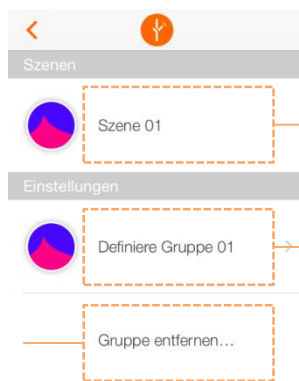 Szenen
Szene 01
Einstellungen
Definiere Gruppe 01
Gruppe entfernen...